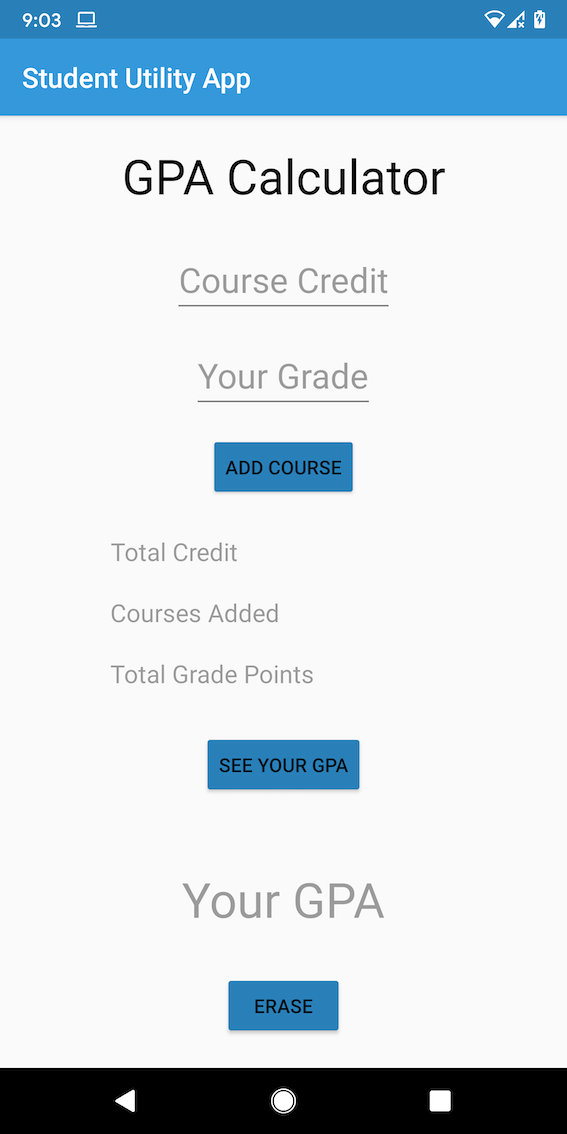 9:03
Student Utility App
GPA Calculator
Course Credit
Your Grade
ADD COURSE
Total Credit
Courses Added
Total Grade Points
SEE YOUR GPA
Your GPA
ERASE